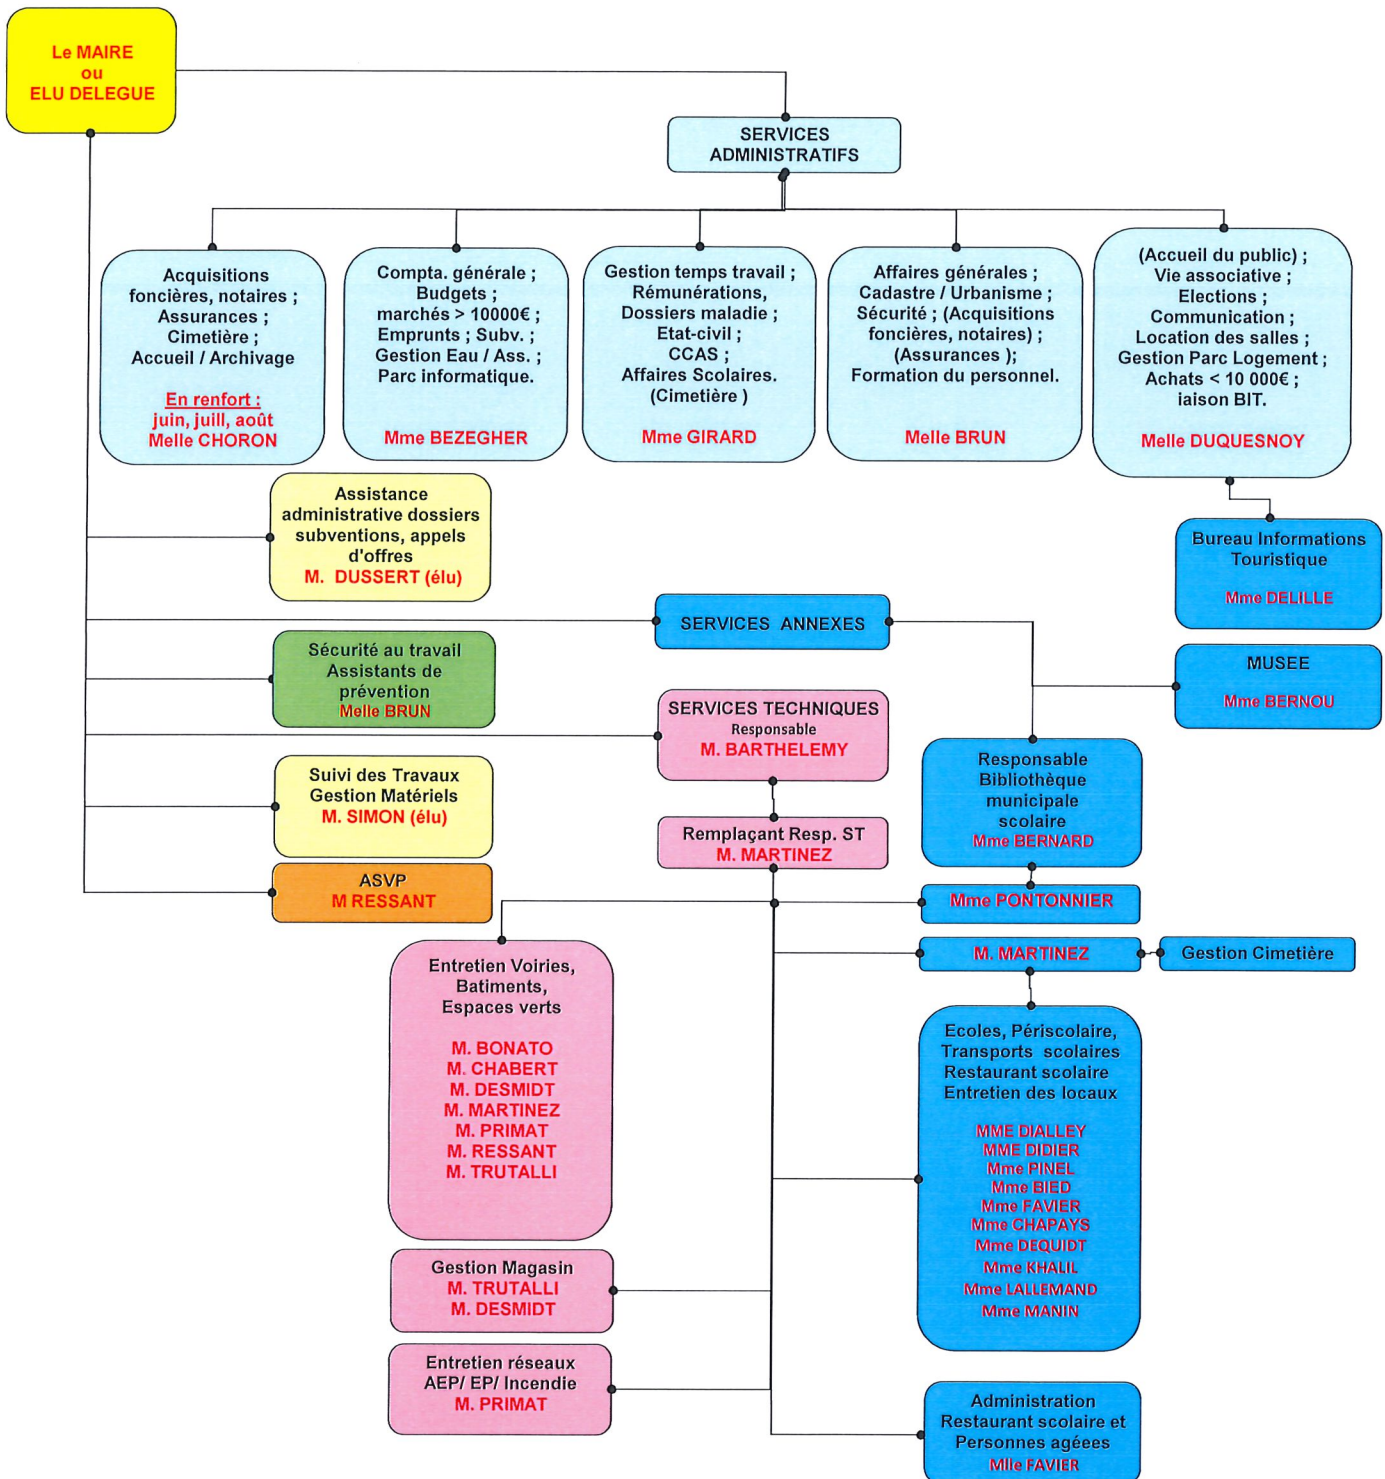 Le MAIRE
ou
ELU DELEGUE
SERVICES
ADMINISTRATIFS
Acquisitions
foncières, notaires ;
Assurances ;
Cimetière ;
Accueil / Archivage
En renfort :
juin, juill, août
Melle CHORON
Compta. générale ;
Budgets ;
marchés > 10000€ ;
Emprunts ; Subv. ;
Gestion Eau / Ass. ;
Parc informatique.
Mme BEZEGHER
Gestion temps travail ;
Rémunérations,
Dossiers maladie ;
Etat-civil ;
CCAS ;
Affaires Scolaires.
(Cimetière )
Mme GIRARD
Affaires générales ;
Cadastre / Urbanisme ;
Sécurité ; (Acquisitions
foncières, notaires) ;
(Assurances );
Formation du personnel.
Melle BRUN
(Accueil du public) ;
Vie associative ;
Elections ;
Communication ;
Location des salles ;
Gestion Parc Logement ;
Achats < 10 000€ ;
iaison BIT.
Melle DUQUESNOY
Assistance
administrative dossiers
subventions, appels
d'offres
M. DUSSERT (élu)
Bureau Informations
Touristique
Mme DELILLE
SERVICES ANNEXES
Sécurité au travail
Assistants de
prévention
Melle BRUN
MUSEE
Mme BERNOU
SERVICES TECHNIQUES
Responsable
M. BARTHELEMY
Responsable
Bibliothèque
municipale
scolaire
Mme BERNARD
Suivi des Travaux
Gestion Matériels
M. SIMON (élu)
Remplaçant Resp. ST
M. MARTINEZ
ASVP
M RESSANT
Mme PONTONNIER
M. MARTINEZ
Gestion Cimetière
Entretien Voiries,
Batiments,
Espaces verts
M. BONATO
M. CHABERT
M. DESMIDT
M. MARTINEZ
M. PRIMAT
M. RESSANT
M. TRUTALLI
Ecoles, Périscolaire,
Transports scolaires
Restaurant scolaire
Entretien des locaux
MME DIALLEY
MME DIDIER
Mme PINEL
Mme BIED
Mme FAVIER
Mme CHAPAYS
Mme DEQUIDT
Mme KHALIL
Mme LALLEMAND
Mme MANIN
Gestion Magasin
M. TRUTALLI
M. DESMIDT
Entretien réseaux
AEP/ EP/ Incendie
M. PRIMAT
Administration
Restaurant scolaire et
Personnes agéees
Mlle FAVIER